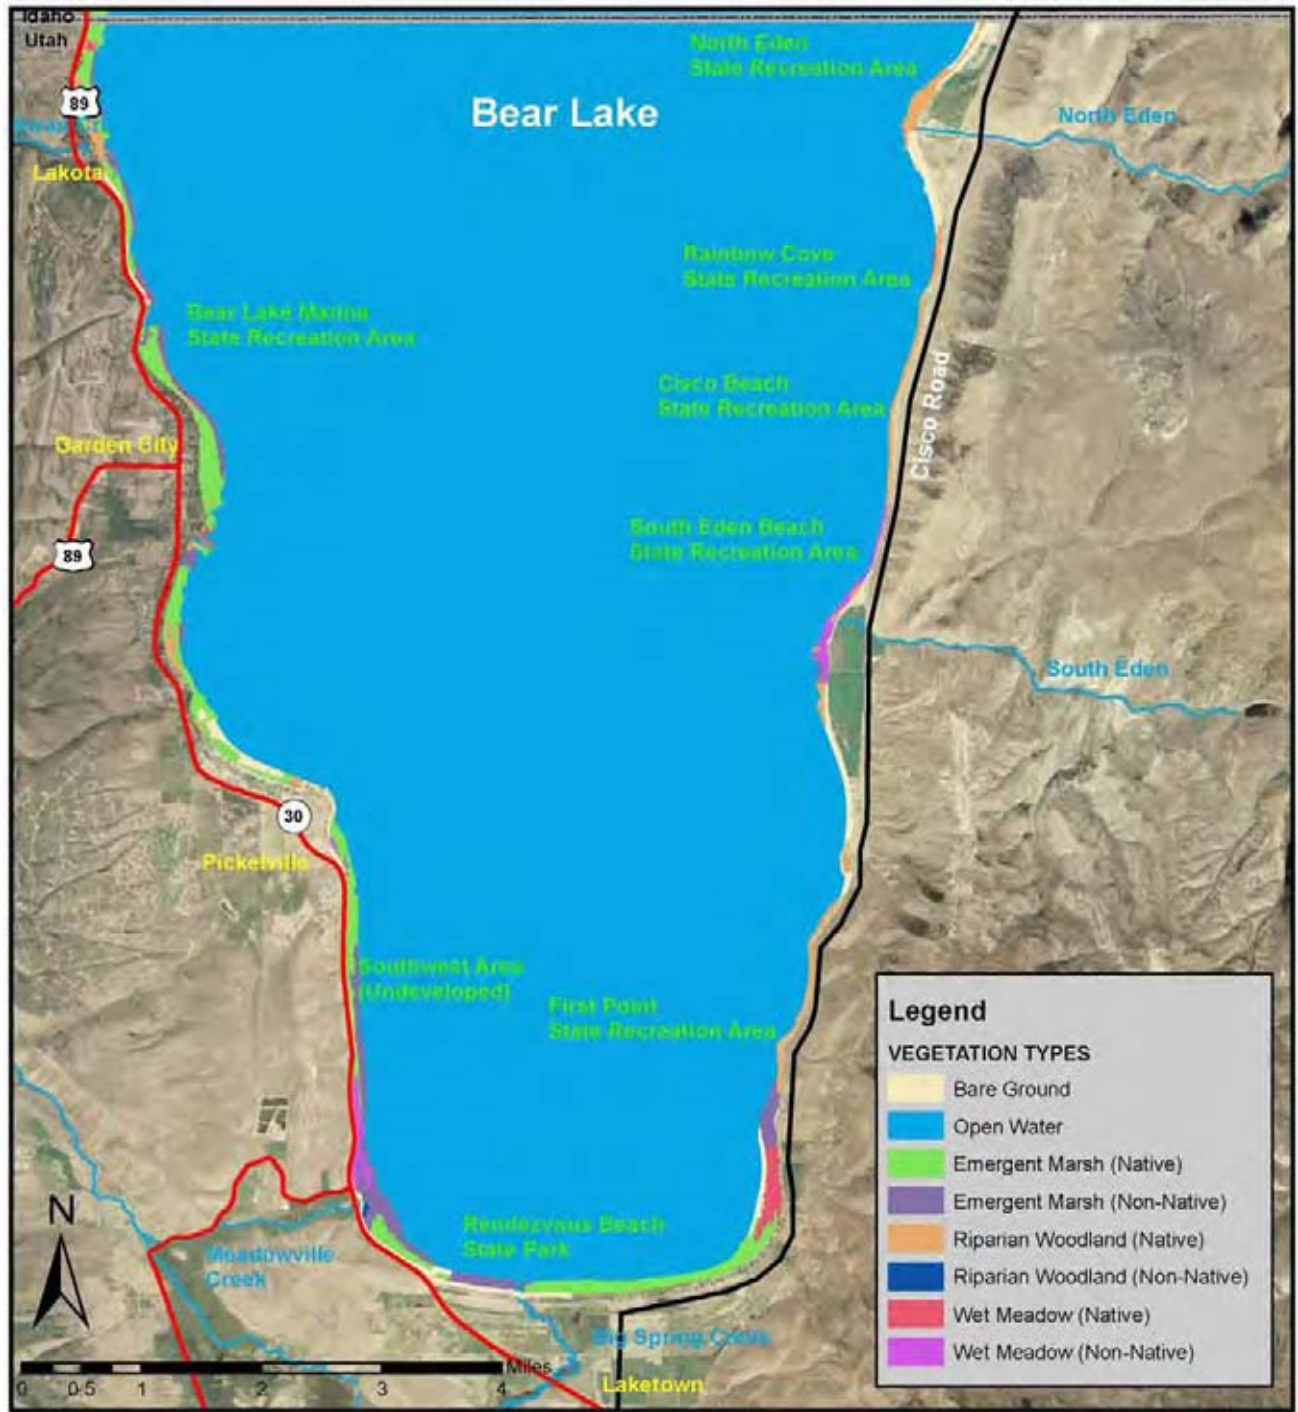 Idaho
Utah
89
Lakota
Bear Lake
North Eden
State Recreation Area
North Eden
Rainbow Cove
State Recreation Area
Bear Lake Marina
State Recreation Area
Cisco Beach
State Recreation Area
Cisco Road
Garden City
89
South Eden Beach
State Recreation Area
South Eden
30
Pickelville
Southwest Area
(Undeveloped)
First Point
State Recreation Area
Rendezvous Beach
State Park
Meadowville
Creek
Big Spring Creek
Laketown
N
Miles
0 0.5 1 2 3 4
Legend
VEGETATION TYPES
Bare Ground
Open Water
Emergent Marsh (Native)
Emergent Marsh (Non-Native)
Riparian Woodland (Native)
Riparian Woodland (Non-Native)
Wet Meadow (Native)
Wet Meadow (Non-Native)